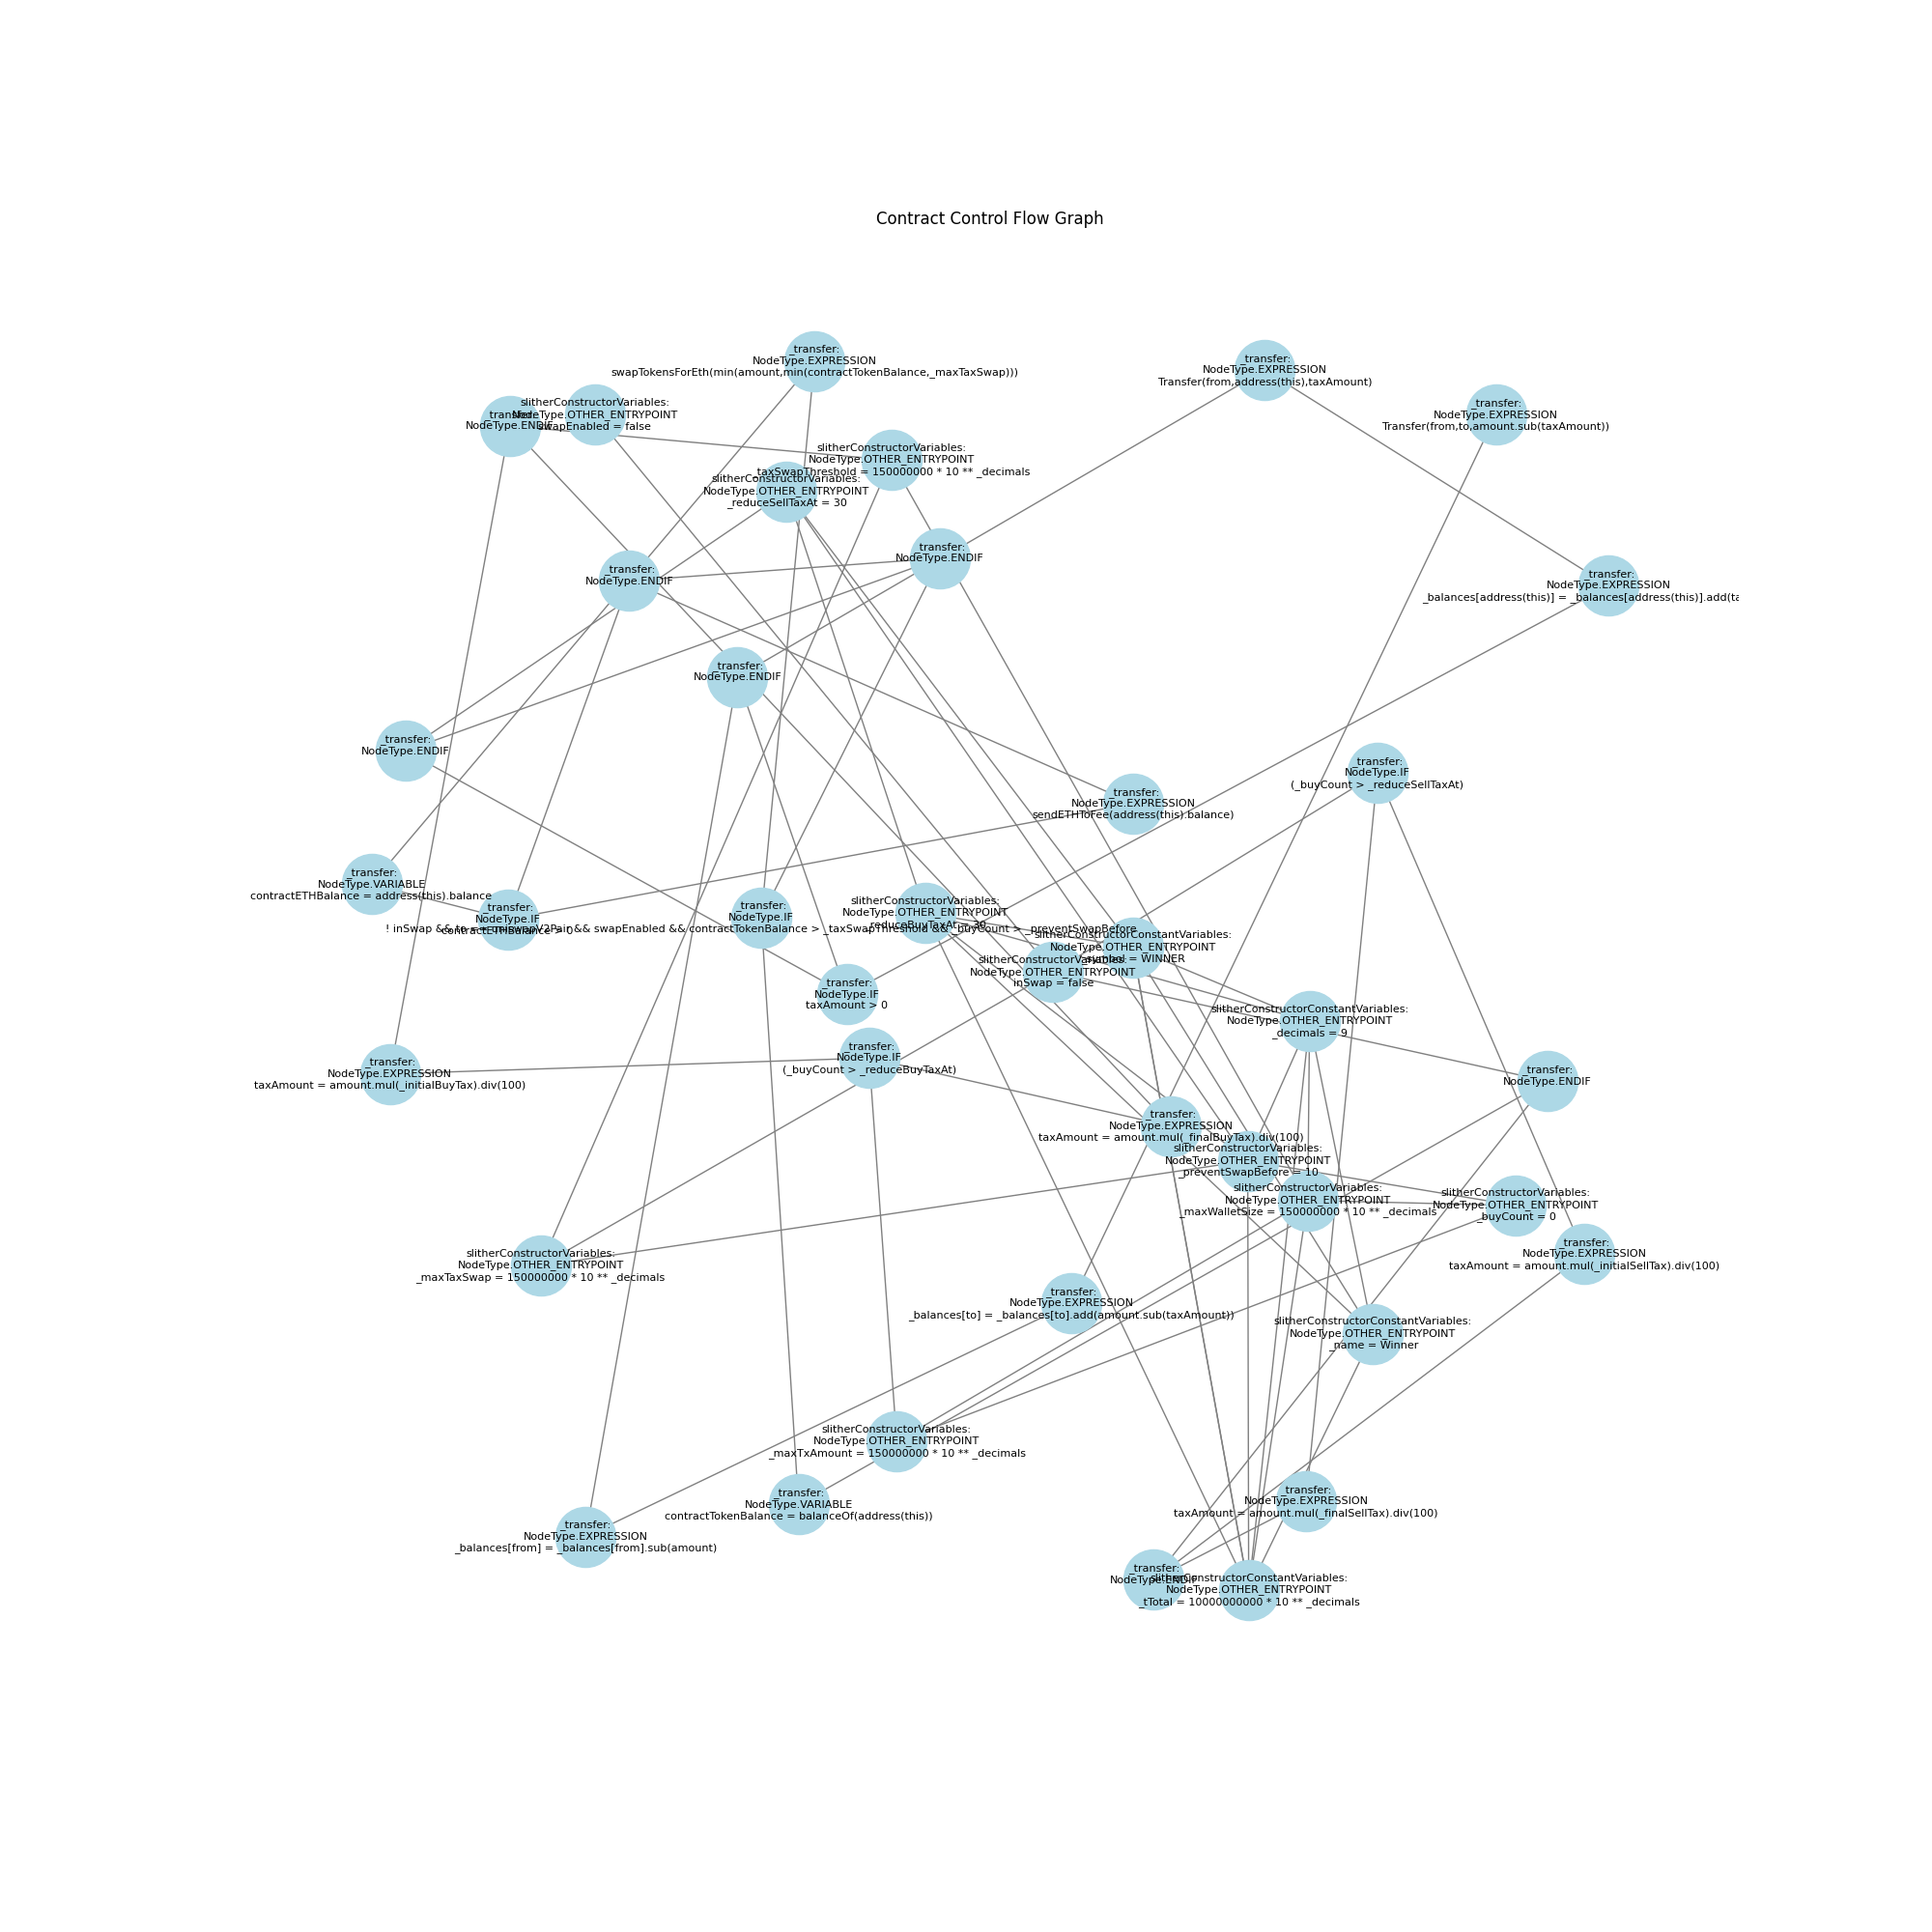 Contract Control Flow Graph
_transfer:
NodeType.EXPRESSION
swapTokensForEth(min(amount,min(contractTokenBalance,_maxTaxSwap)))
_transfer:
NodeType.EXPRESSION
Transfer(from,address(this),taxAmount)
_transfer:
NodeType.ENDIF
slitherConstructorVariables:
NodeType.OTHER_ENTRYPOINT
swapEnabled = false
_transfer:
NodeType.EXPRESSION
Transfer(from,to,amount.sub(taxAmount))
slitherConstructorVariables:
NodeType.OTHER_ENTRYPOINT
_taxSwapThreshold = 150000000 * 10 ** _decimals
slitherConstructorVariables:
NodeType.OTHER_ENTRYPOINT
_reduceSellTaxAt = 30
_transfer:
NodeType.ENDIF
_transfer:
NodeType.ENDIF
_transfer:
NodeType.EXPRESSION
_balances[address(this)] = _balances[address(this)].add(ta
_transfer:
NodeType.ENDIF
_transfer:
NodeType.ENDIF
_transfer:
NodeType.IF
(_buyCount > _reduceSellTaxAt)
_transfer:
NodeType.EXPRESSION
sendETHToFee(address(this).balance)
_transfer:
NodeType.VARIABLE
contractETHBalance = address(this).balance
_transfer:
NodeType.IF
contractETHBalance > 0
_transfer:
NodeType.IF
! inSwap && to == uniswapV2Pair && swapEnabled && contractTokenBalance > _taxSwapThreshold && _buyCount > _preventSwapBefore
slitherConstructorVariables:
NodeType.OTHER_ENTRYPOINT
_reduceBuyTaxAt = 30
slitherConstructorConstantVariables:
NodeType.OTHER_ENTRYPOINT
_symbol = WINNER
slitherConstructorVariables:
NodeType.OTHER_ENTRYPOINT
inSwap = false
_transfer:
NodeType.IF
taxAmount > 0
slitherConstructorConstantVariables:
NodeType.OTHER_ENTRYPOINT
_decimals = 9
_transfer:
NodeType.IF
(_buyCount > _reduceBuyTaxAt)
_transfer:
NodeType.EXPRESSION
taxAmount = amount.mul(_initialBuyTax).div(100)
_transfer:
NodeType.ENDIF
_transfer:
NodeType.EXPRESSION
taxAmount = amount.mul(_finalBuyTax).div(100)
slitherConstructorVariables:
NodeType.OTHER_ENTRYPOINT
_preventSwapBefore = 10
slitherConstructorVariables:
NodeType.OTHER_ENTRYPOINT
_maxWalletSize = 150000000 * 10 ** _decimals
slitherConstructorVariables:
NodeType.OTHER_ENTRYPOINT
_buyCount = 0
_transfer:
NodeType.EXPRESSION
taxAmount = amount.mul(_initialSellTax).div(100)
slitherConstructorVariables:
NodeType.OTHER_ENTRYPOINT
_maxTaxSwap = 150000000 * 10 ** _decimals
_transfer:
NodeType.EXPRESSION
_balances[to] = _balances[to].add(amount.sub(taxAmount))
slitherConstructorConstantVariables:
NodeType.OTHER_ENTRYPOINT
_name = Winner
slitherConstructorVariables:
NodeType.OTHER_ENTRYPOINT
_maxTxAmount = 150000000 * 10 ** _decimals
_transfer:
NodeType.VARIABLE
contractTokenBalance = balanceOf(address(this))
_transfer:
NodeType.EXPRESSION
taxAmount = amount.mul(_finalSellTax).div(100)
_transfer:
NodeType.EXPRESSION
_balances[from] = _balances[from].sub(amount)
_transfer:
NodeType.ENDIF
slitherConstructorConstantVariables:
NodeType.OTHER_ENTRYPOINT
_tTotal = 10000000000 * 10 ** _decimals